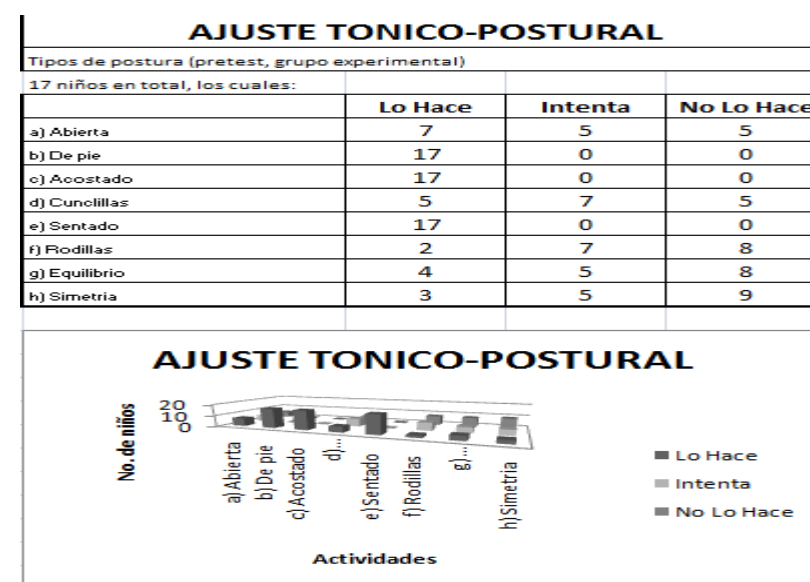 AJUSTE TONICO-POSTURAL
Tipos de postura (pretest, grupo experimental)
17 niños en total, los cuales:
Lo Hace Intenta No Lo Hace
a) Abierta 7 5 5
b) De pie 17 0 0
c) Acostado 17 0 0
d) Cunclillas 5 7 5
e) Sentado 17 0 0
f) Rodillas 2 7 8
g) Equilibrio 4 5 8
h) Simetria 3 5 9
AJUSTE TONICO-POSTURAL
No. de niños
20
10
0
a) Abierta
b) De pie
c) Acostado
d)...
e) Sentado
f) Rodillas
g)...
h) Simetria
Actividades
Lo Hace
Intenta
No Lo Hace